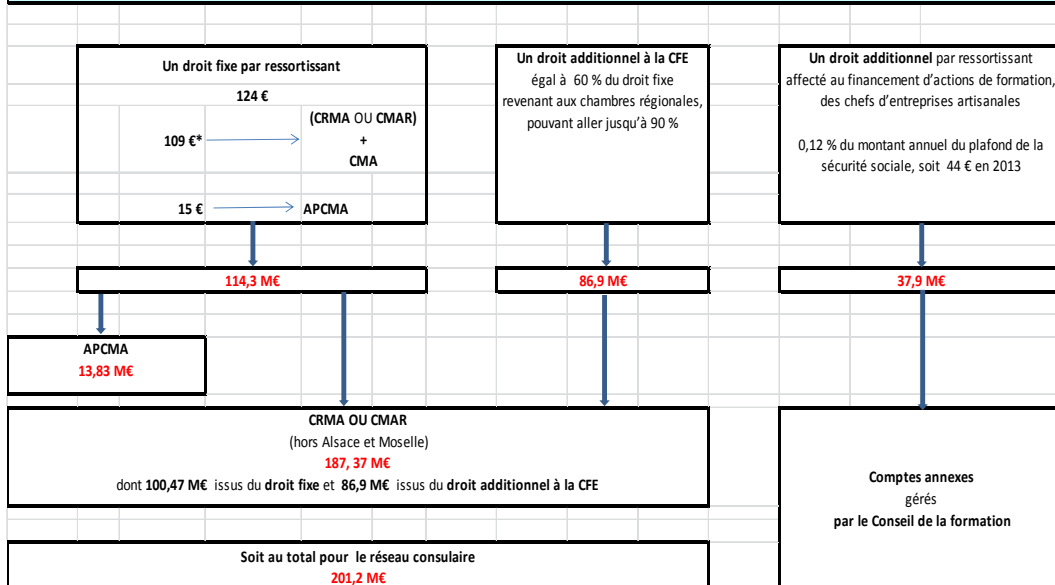 Un droit fixe par ressortissant
124 €
109 €*
(CRMA OU CMAR)
+
CMA
15 €
APCMA
Un droit additionnel à la CFE
égal à 60 % du droit fixe
revenant aux chambres régionales,
pouvant aller jusqu'à 90 %
Un droit additionnel par ressortissant
affecté au financement d'actions de formation,
des chefs d'entreprises artisanales
0,12 % du montant annuel du plafond de la
sécurité sociale, soit 44 € en 2013
114,3 M€
86,9 M€
37,9 M€
APCMA
13,83 M€
CRMA OU CMAR
(hors Alsace et Moselle)
187, 37 M€
dont 100,47 M€ issus du droit fixe et 86,9 M€ issus du droit additionnel à la CFE
Comptes annexes
gérés
par le Conseil de la formation
Soit au total pour le réseau consulaire
201,2 M€